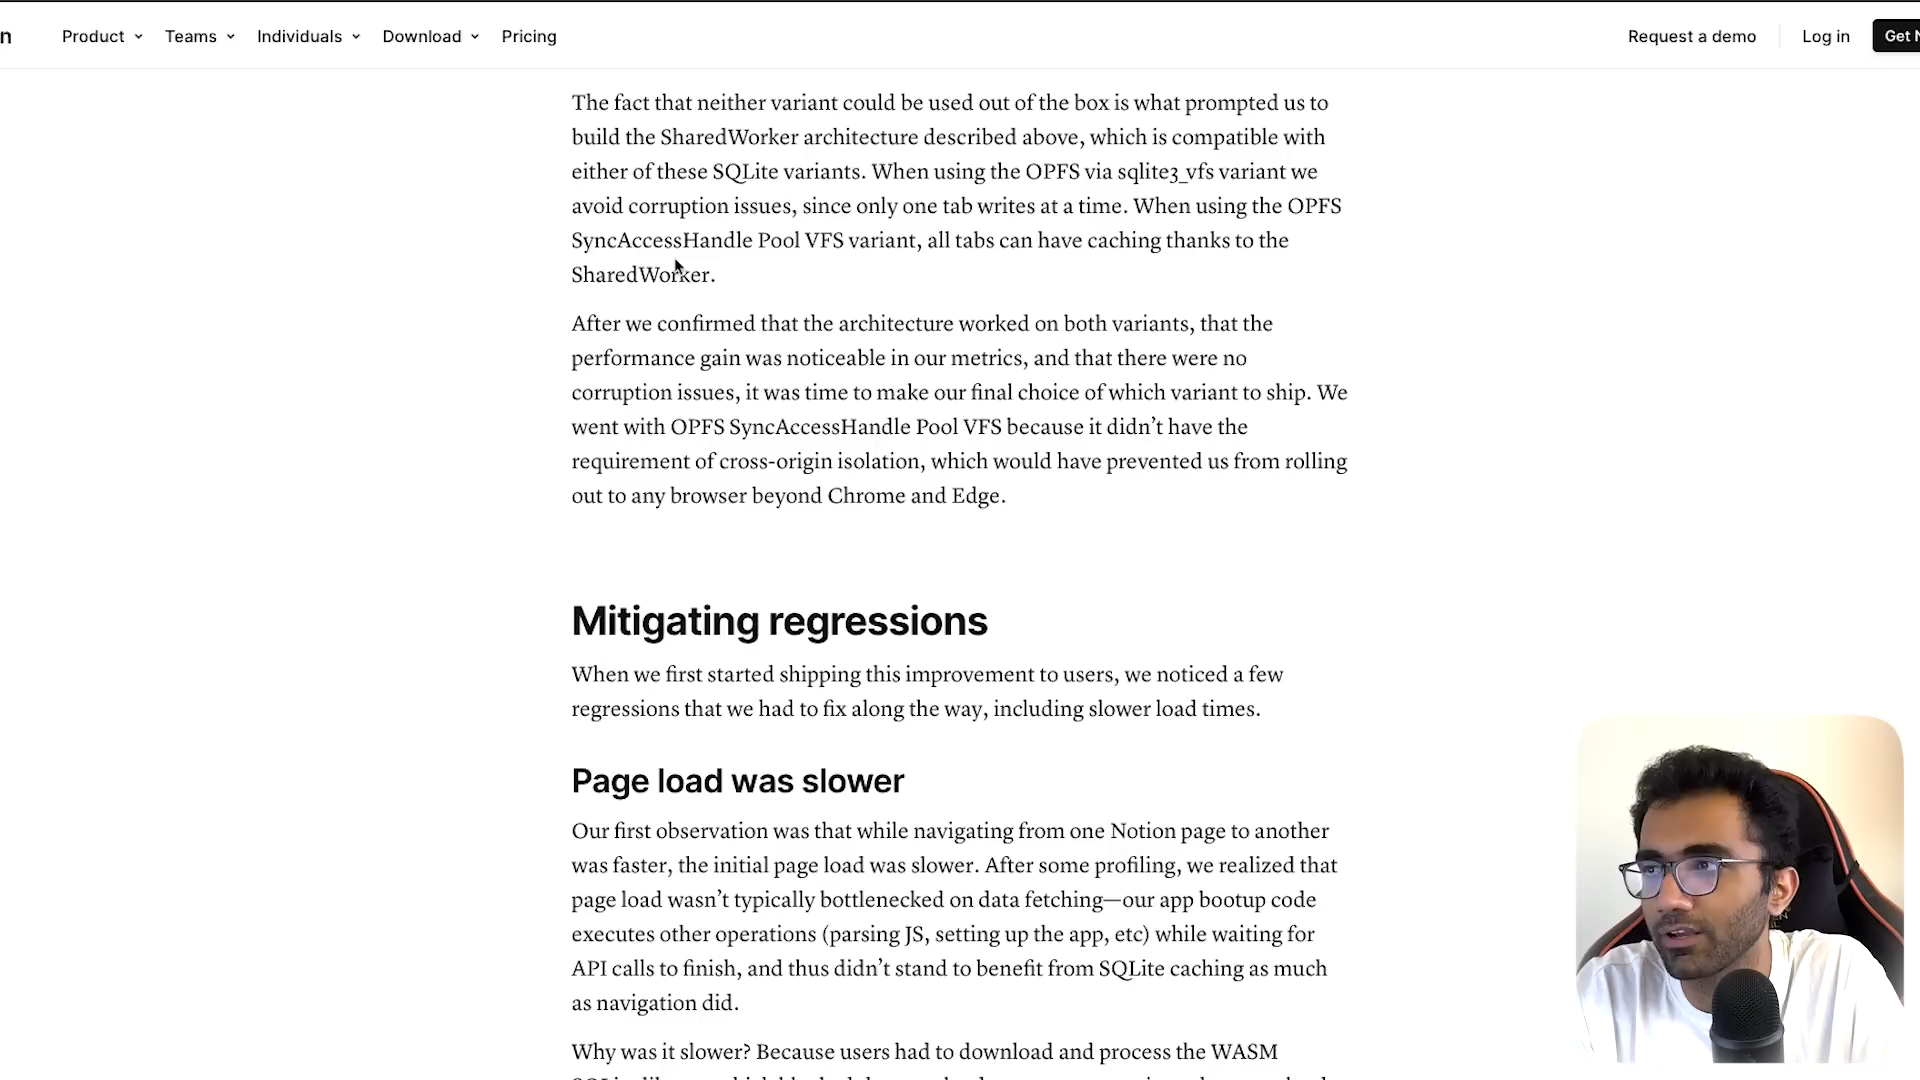 n Product Teams Individuals Download Pricing Request a demo Log in Get N
The fact that neither variant could be used out of the box is what prompted us to
build the SharedWorker architecture described above, which is compatible with
either of these SQLite variants. When using the OPFS via sqlite3_vfs variant we
avoid corruption issues, since only one tab writes at a time. When using the OPFS
SyncAccessHandle Pool VFS variant, all tabs can have caching thanks to the
SharedWorker.
After we confirmed that the architecture worked on both variants, that the
performance gain was noticeable in our metrics, and that there were no
corruption issues, it was time to make our final choice of which variant to ship. We
went with OPFS SyncAccessHandle Pool VFS because it didn’t have the
requirement of cross-origin isolation, which would have prevented us from rolling
out to any browser beyond Chrome and Edge.
Mitigating regressions
When we first started shipping this improvement to users, we noticed a few
regressions that we had to fix along the way, including slower load times.
Page load was slower
Our first observation was that while navigating from one Notion page to another
was faster, the initial page load was slower. After some profiling, we realized that
page load wasn’t typically bottlenecked on data fetching—our app bootup code
executes other operations (parsing JS, setting up the app, etc) while waiting for
API calls to finish, and thus didn’t stand to benefit from SQLite caching as much
as navigation did.
Why was it slower? Because users had to download and process the WASM